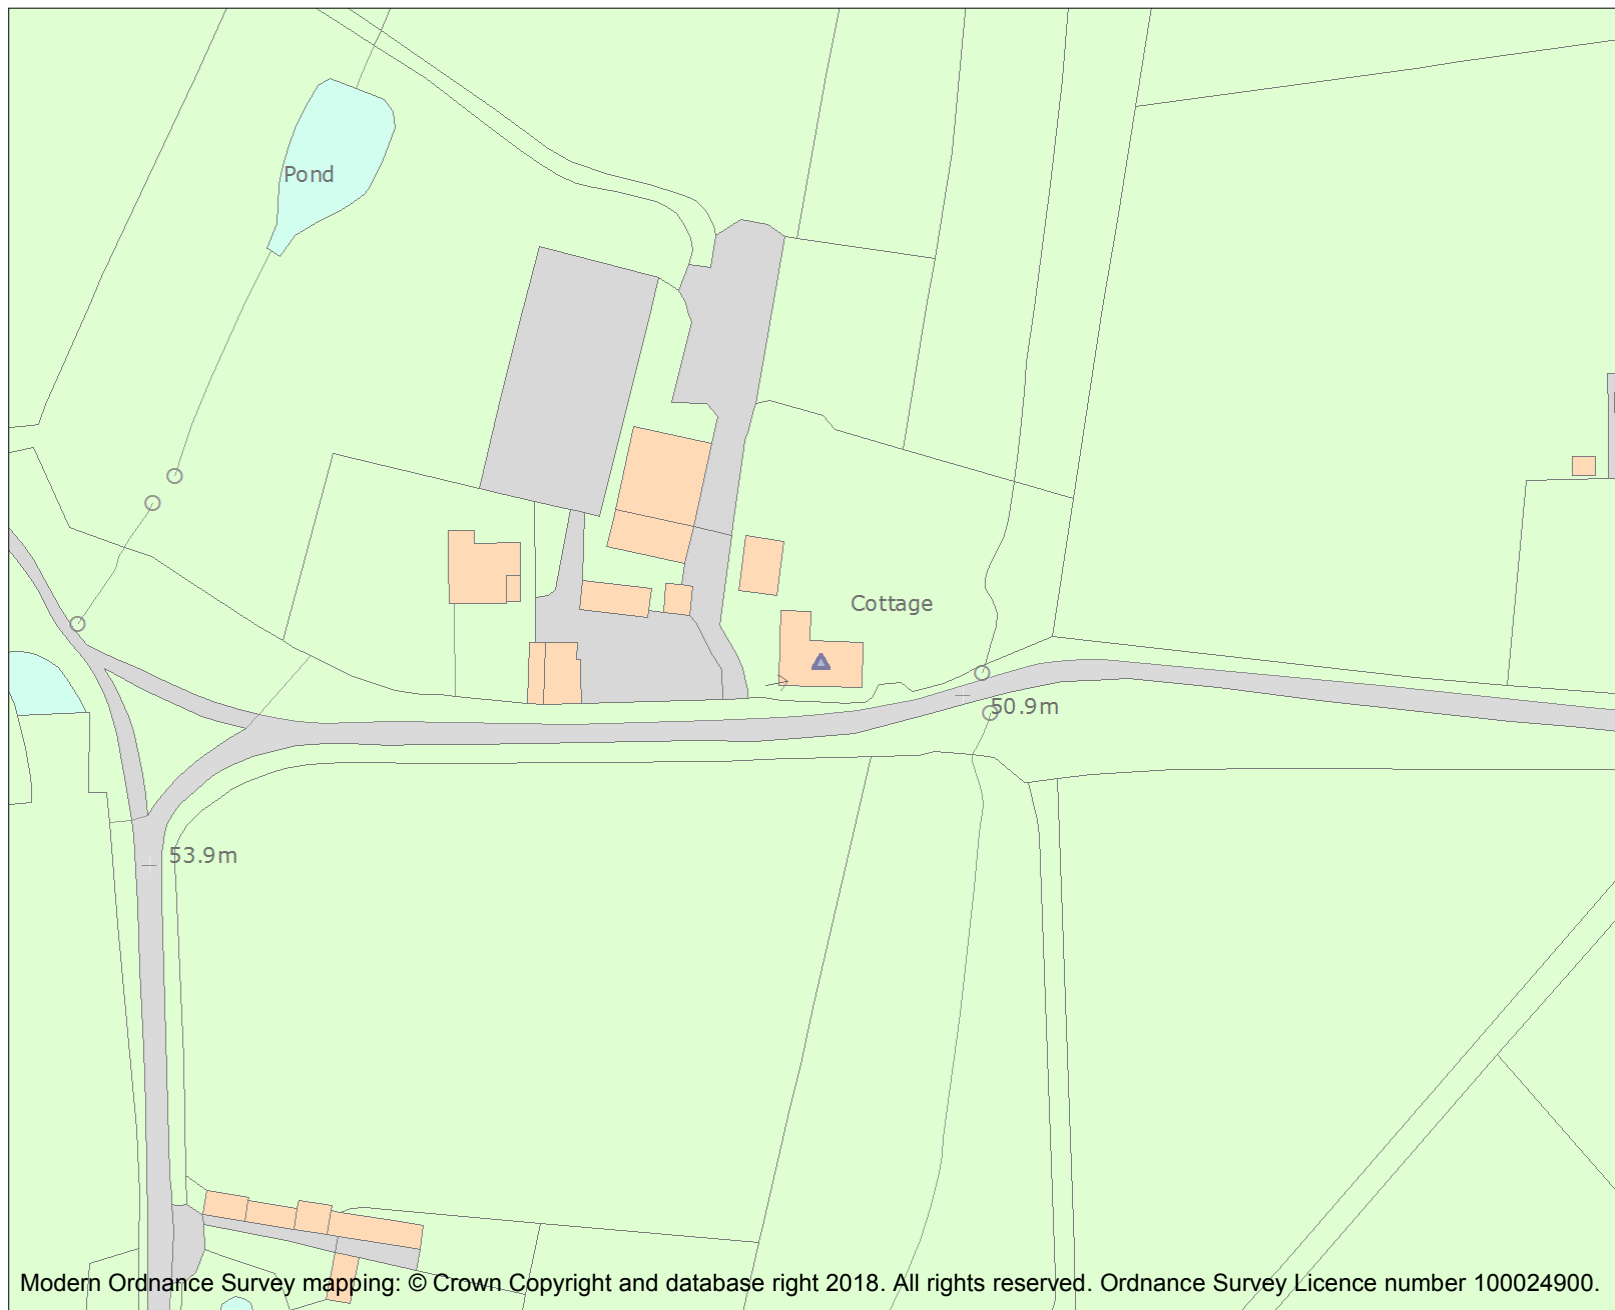 Pond
Cottage
50.9m
53.9m
Modern Ordnance Survey mapping: © Crown Copyright and database right 2018. All rights reserved. Ordnance Survey Licence number 100024900.